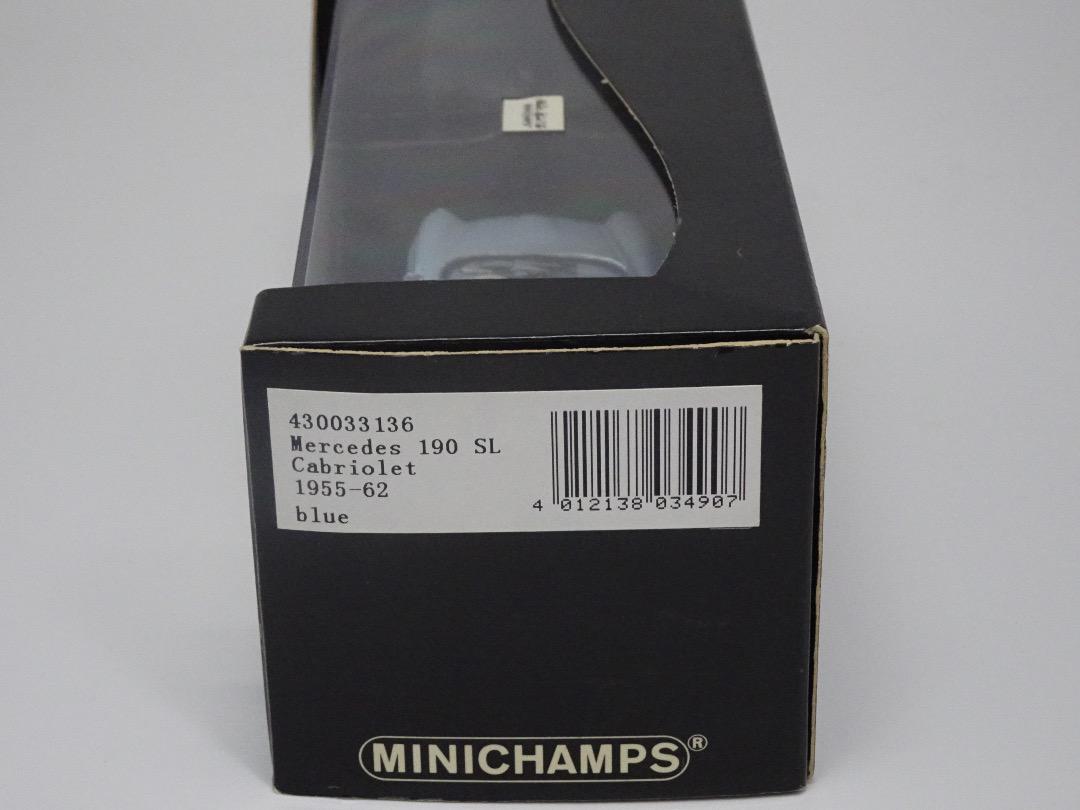 430033136
Mercedes 190 SL
Cabriolet
1955-62
blue
4 012138 034907
MINICHAMPS®